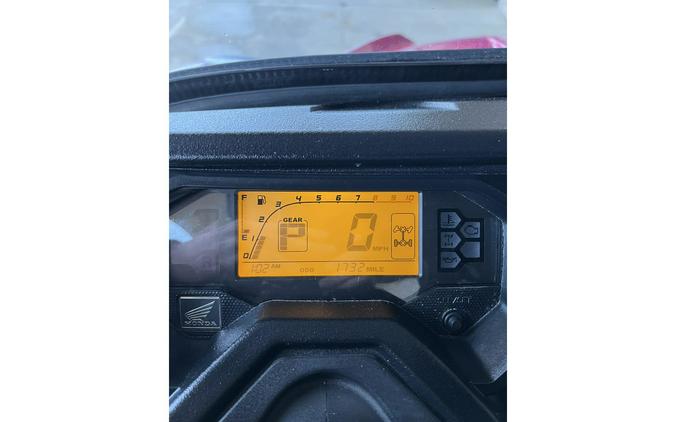 F 3 4 5 6 7 8 9 10
2
GEAR
E 1 P 0 MPH
0
1:02 AM ODO 1732 MILE
HONDA